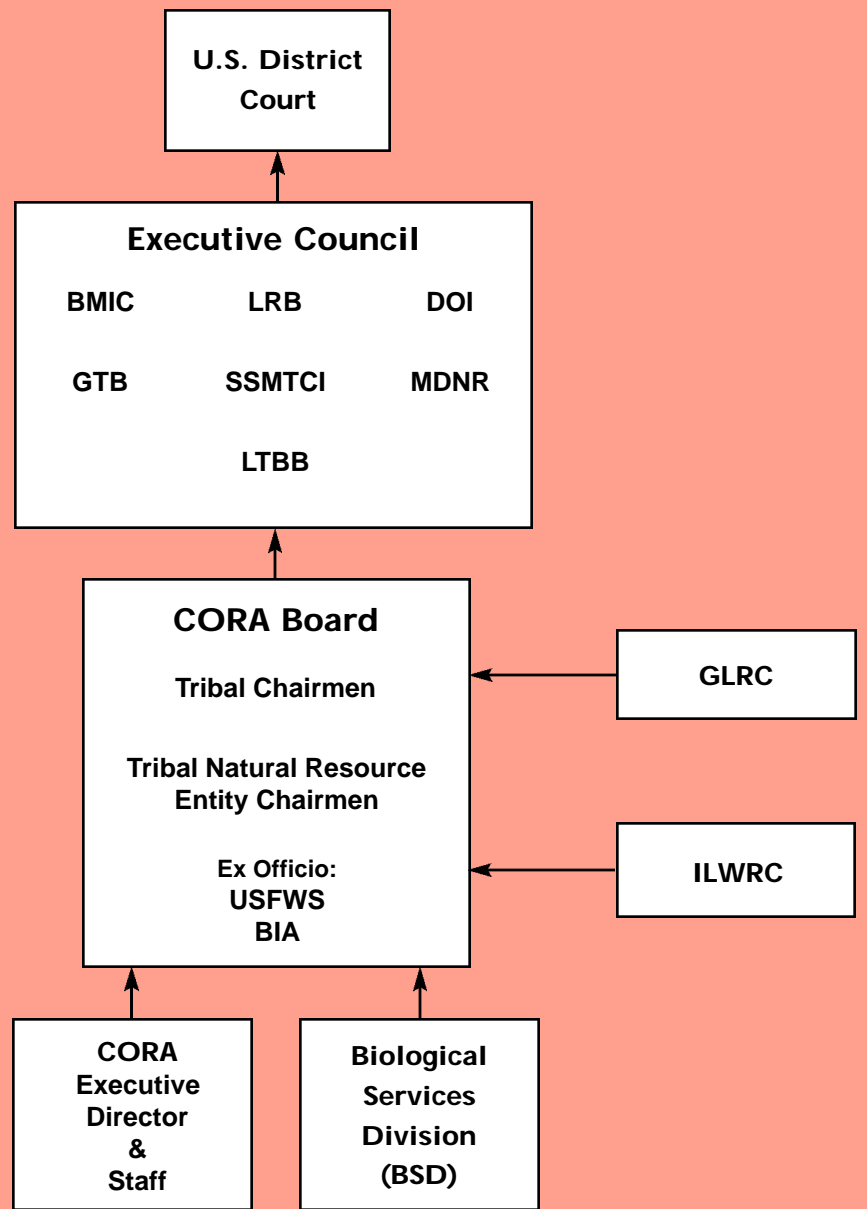 U.S. District
Court
Executive Council
BMIC LRB DOI
GTB SSMTCI MDNR
LTBB
CORA Board
Tribal Chairmen
Tribal Natural Resource
Entity Chairmen
Ex Officio:
USFWS
BIA
GLRC
ILWRC
CORA
Executive
Director
&
Staff
Biological
Services
Division
(BSD)